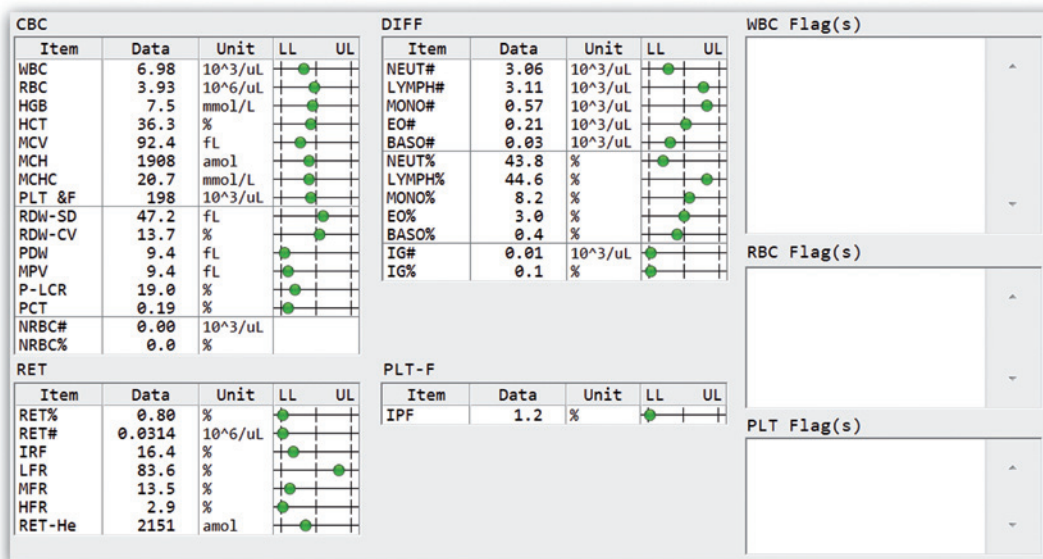 CBC
Item Data Unit LL UL
WBC 6.98 10^3/uL
RBC 3.93 10^6/uL
HGB 7.5 mmol/L
HCT 36.3 %
MCV 92.4 fL
MCH 1908 amol
MCHC 20.7 mmol/L
PLT &F 198 10^3/uL
RDW-SD 47.2 fL
RDW-CV 13.7 %
PDW 9.4 fL
MPV 9.4 fL
P-LCR 19.0 %
PCT 0.19 %
NRBC# 0.00 10^3/uL
NRBC% 0.0 %
DIFF
Item Data Unit LL UL
NEUT# 3.06 10^3/uL
LYMPH# 3.11 10^3/uL
MONO# 0.57 10^3/uL
EO# 0.21 10^3/uL
BASO# 0.03 10^3/uL
NEUT% 43.8 %
LYMPH% 44.6 %
MONO% 8.2 %
EO% 3.0 %
BASO% 0.4 %
IG# 0.01 10^3/uL
IG% 0.1 %
RET
Item Data Unit LL UL
RET% 0.80 %
RET# 0.0314 10^6/uL
IRF 16.4 %
LFR 83.6 %
MFR 13.5 %
HFR 2.9 %
RET-He 2151 amol
PLT-F
Item Data Unit LL UL
IPF 1.2 %
WBC Flag(s)
RBC Flag(s)
PLT Flag(s)